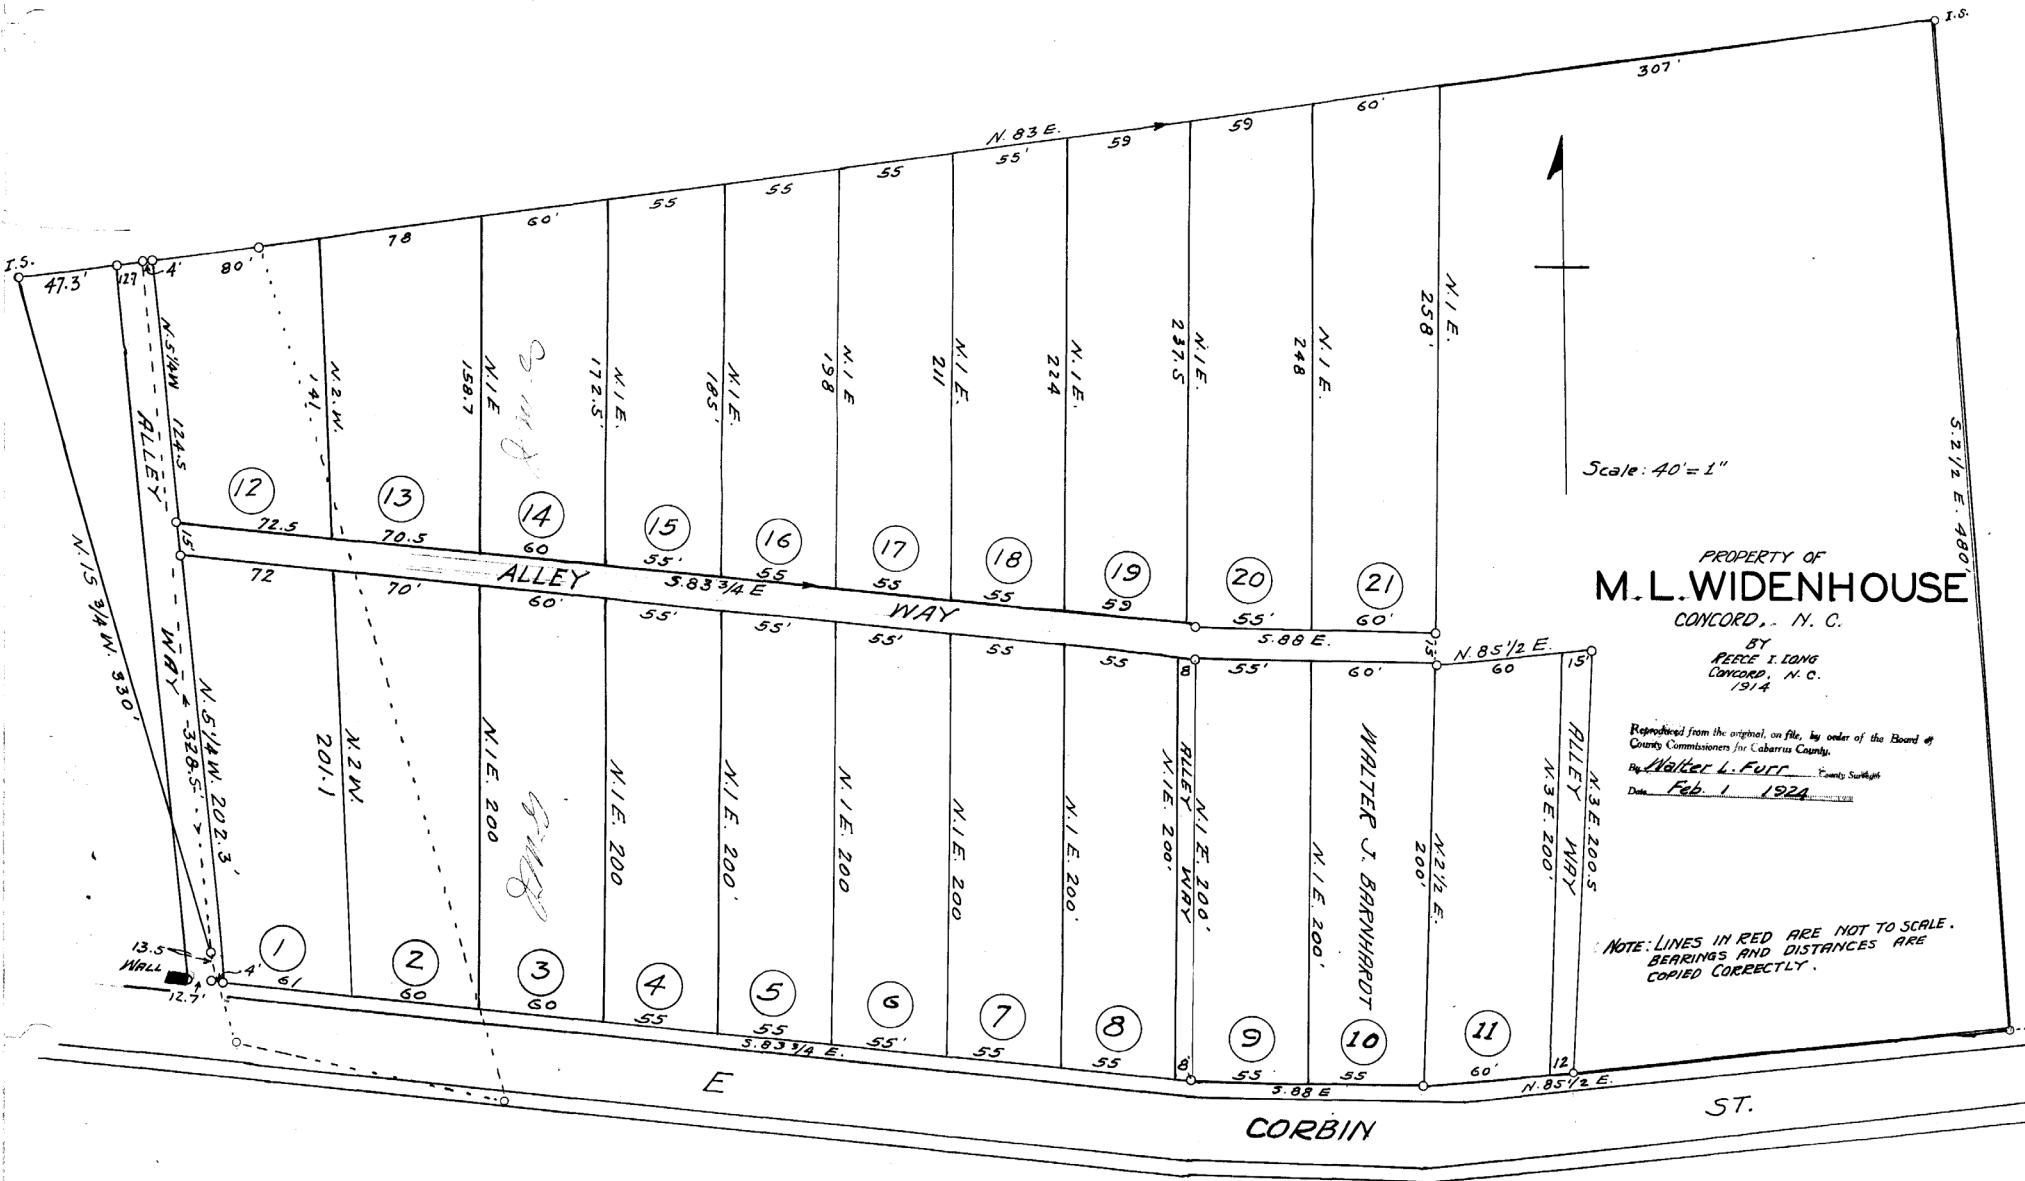 I.S.
307'
60'
59
59
N. 83 E.
55'
55
55
55
60'
78
80'
4'
127
47.3'
I.S.
N. 15 3/4 W. 330'
ALLEY WAY
328.5'
N. 5 1/4 W 124.5
N. 2. W. 141.
N. 1 E 158.7
N. 1 E. 172.5'
N. 1 E. 185'
N. 1 E 198
N. 1 E. 211
N. 1 E. 224
N. 1 E. 237.5
N. 1 E. 248
N. 1 E. 258'
S. 2 1/2 E. 480'
Scale: 40' = 1"
12
13
14
15
16
17
18
19
20
21
72.5
70.5
60
55'
55
55
55
59
55'
60'
15'
ALLEY WAY
S. 83 3/4 E
S. 88 E.
15'
N. 85 1/2 E.
72
70'
60'
55'
55'
55'
55
55
8
55'
60'
60
15'
PROPERTY OF
M. L. WIDENHOUSE
CONCORD, - N. C.
BY
REECE I. LONG
CONCORD, N. C.
1914
Reproduced from the original, on file, by order of the Board of
County Commissioners for Cabarrus County.
By Walter L. Furr County Surveyor
Date Feb. 1 1924
N. 5 1/4 W. 202.3'
N. 2 W. 201.1
N. 1 E 200
N. 1 E. 200
N. 1 E. 200'
N. 1 E. 200
N. 1 E. 200
N. 1 E. 200'
N. 1 E. 200'
ALLEY WAY
N. 1 E. 200'
N. 1 E. 200'
WALTER J. BARNHARDT
N. 2 1/2 E. 200'
N. 3 E. 200'
ALLEY WAY
N. 3 E. 200.5
NOTE: LINES IN RED ARE NOT TO SCALE.
BEARINGS AND DISTANCES ARE
COPIED CORRECTLY.
13.5
WALL
12.7'
4'
1
2
3
4
5
6
7
8
9
10
11
61
60
60
55
55
55'
55
55
8'
55
55
60'
12
S. 83 3/4 E.
S. 88 E
N. 85 1/2 E.
E
CORBIN
ST.